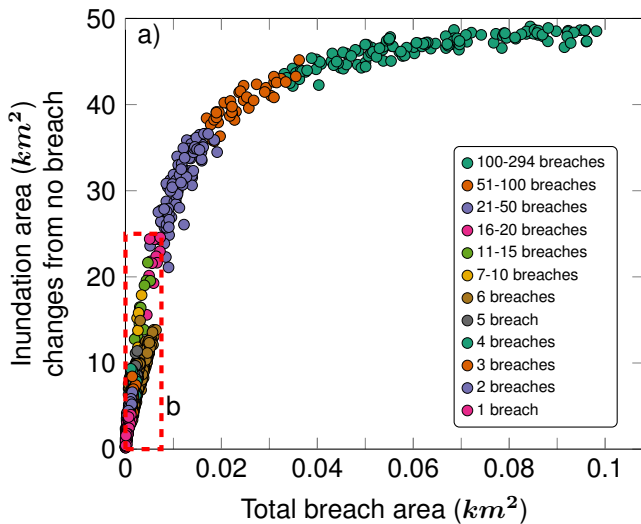 a)
50
40
30
20
10
0
Inundation area (km²)
changes from no breach
100-294 breaches
51-100 breaches
21-50 breaches
16-20 breaches
11-15 breaches
7-10 breaches
6 breaches
5 breach
4 breaches
3 breaches
2 breaches
1 breach
b
0 0.02 0.04 0.06 0.08 0.1
Total breach area (km²)